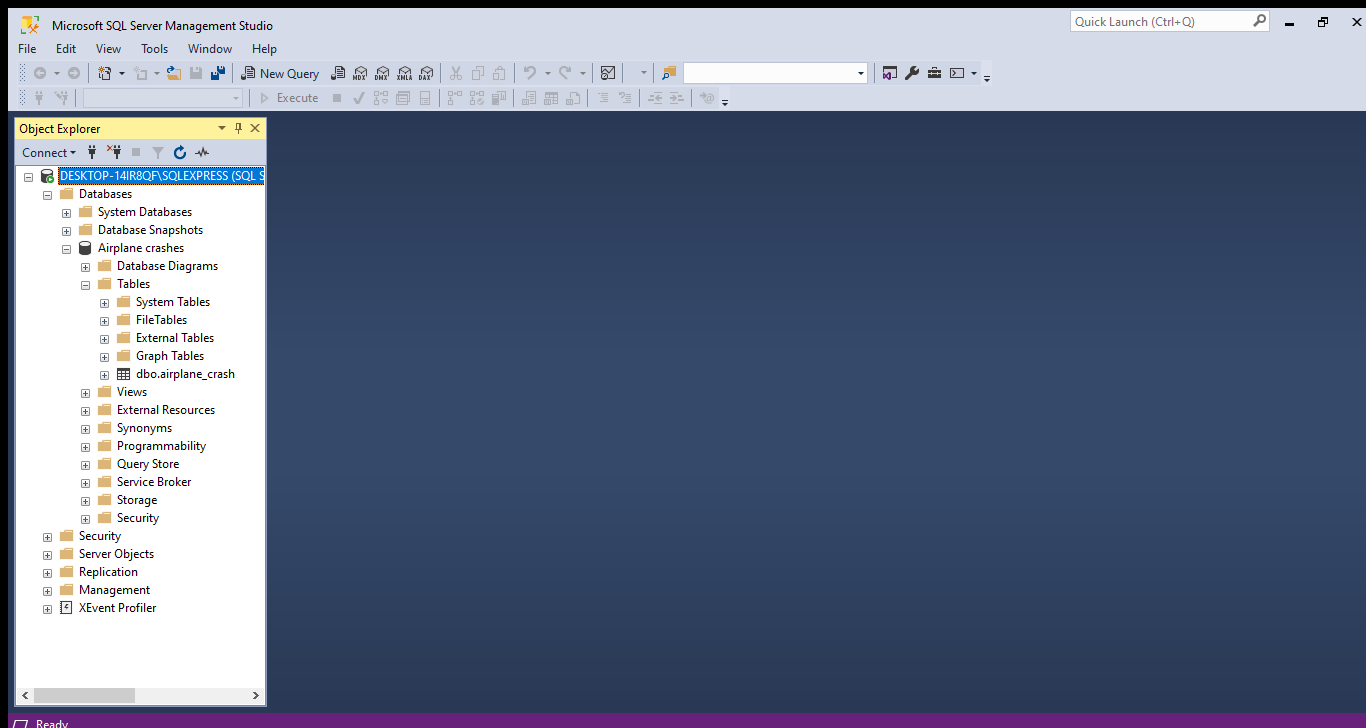 Microsoft SQL Server Management Studio
Quick Launch (Ctrl+Q)
File Edit View Tools Window Help
New Query MDX DMX XMLA DAX
Execute
Object Explorer
Connect
DESKTOP-14IR8QF\SQLEXPRESS (SQL S
Databases
System Databases
Database Snapshots
Airplane crashes
Database Diagrams
Tables
System Tables
FileTables
External Tables
Graph Tables
dbo.airplane_crash
Views
External Resources
Synonyms
Programmability
Query Store
Service Broker
Storage
Security
Security
Server Objects
Replication
Management
XEvent Profiler
Ready